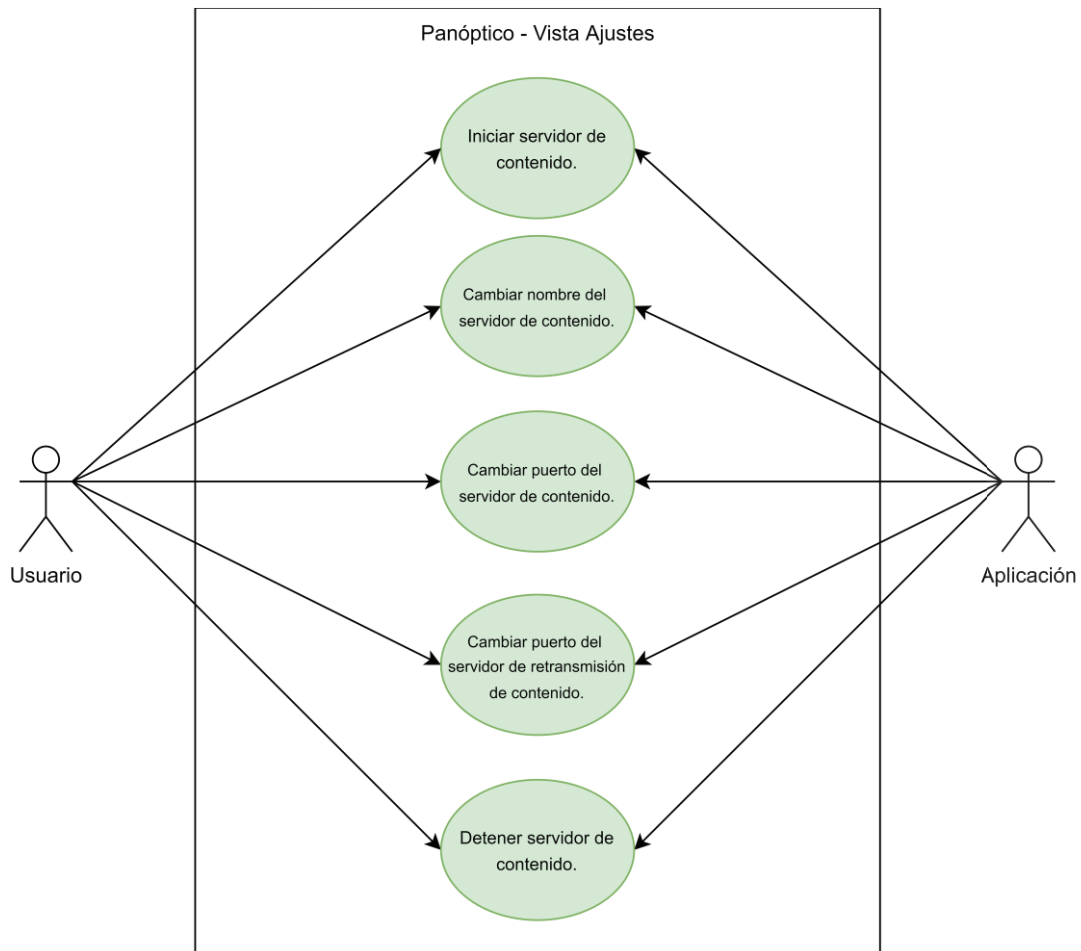 Panóptico - Vista Ajustes
Iniciar servidor de
contenido.
Cambiar nombre del
servidor de contenido.
Cambiar puerto del
servidor de contenido.
Usuario
Aplicación
Cambiar puerto del
servidor de retransmisión
de contenido.
Detener servidor de
contenido.